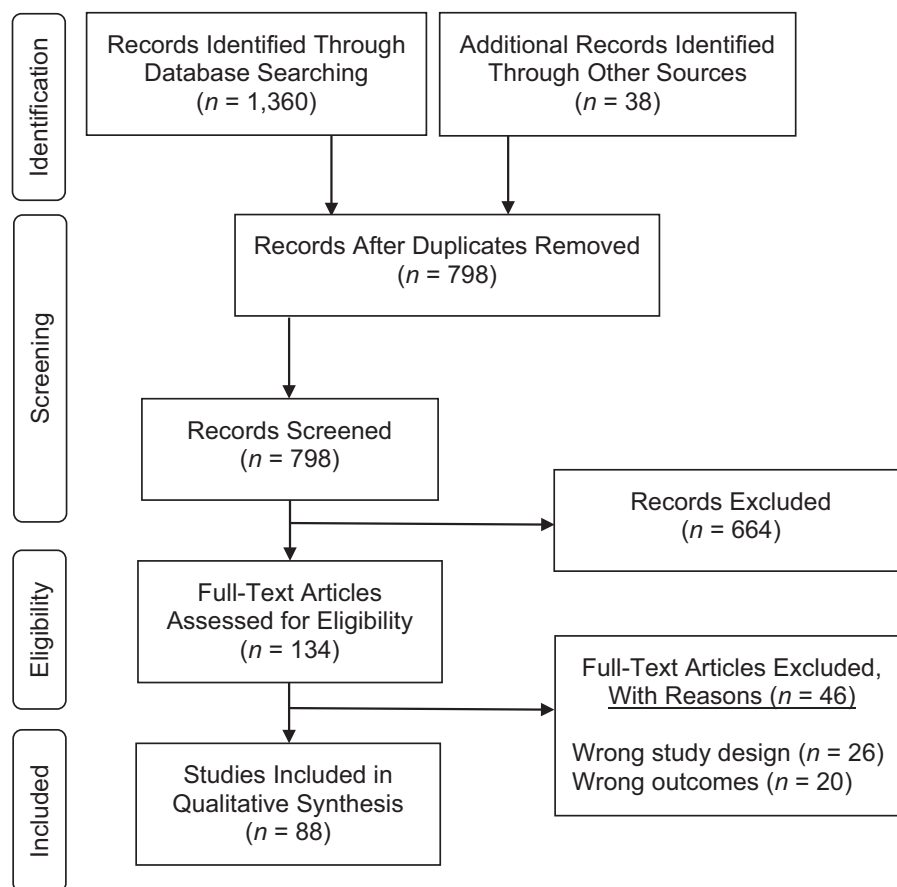 Identification
Records Identified Through
Database Searching
(n = 1,360)
Additional Records Identified
Through Other Sources
(n = 38)
Screening
Records After Duplicates Removed
(n = 798)
Records Screened
(n = 798)
Records Excluded
(n = 664)
Eligibility
Full-Text Articles
Assessed for Eligibility
(n = 134)
Full-Text Articles Excluded,
With Reasons (n = 46)
Wrong study design (n = 26)
Wrong outcomes (n = 20)
Included
Studies Included in
Qualitative Synthesis
(n = 88)